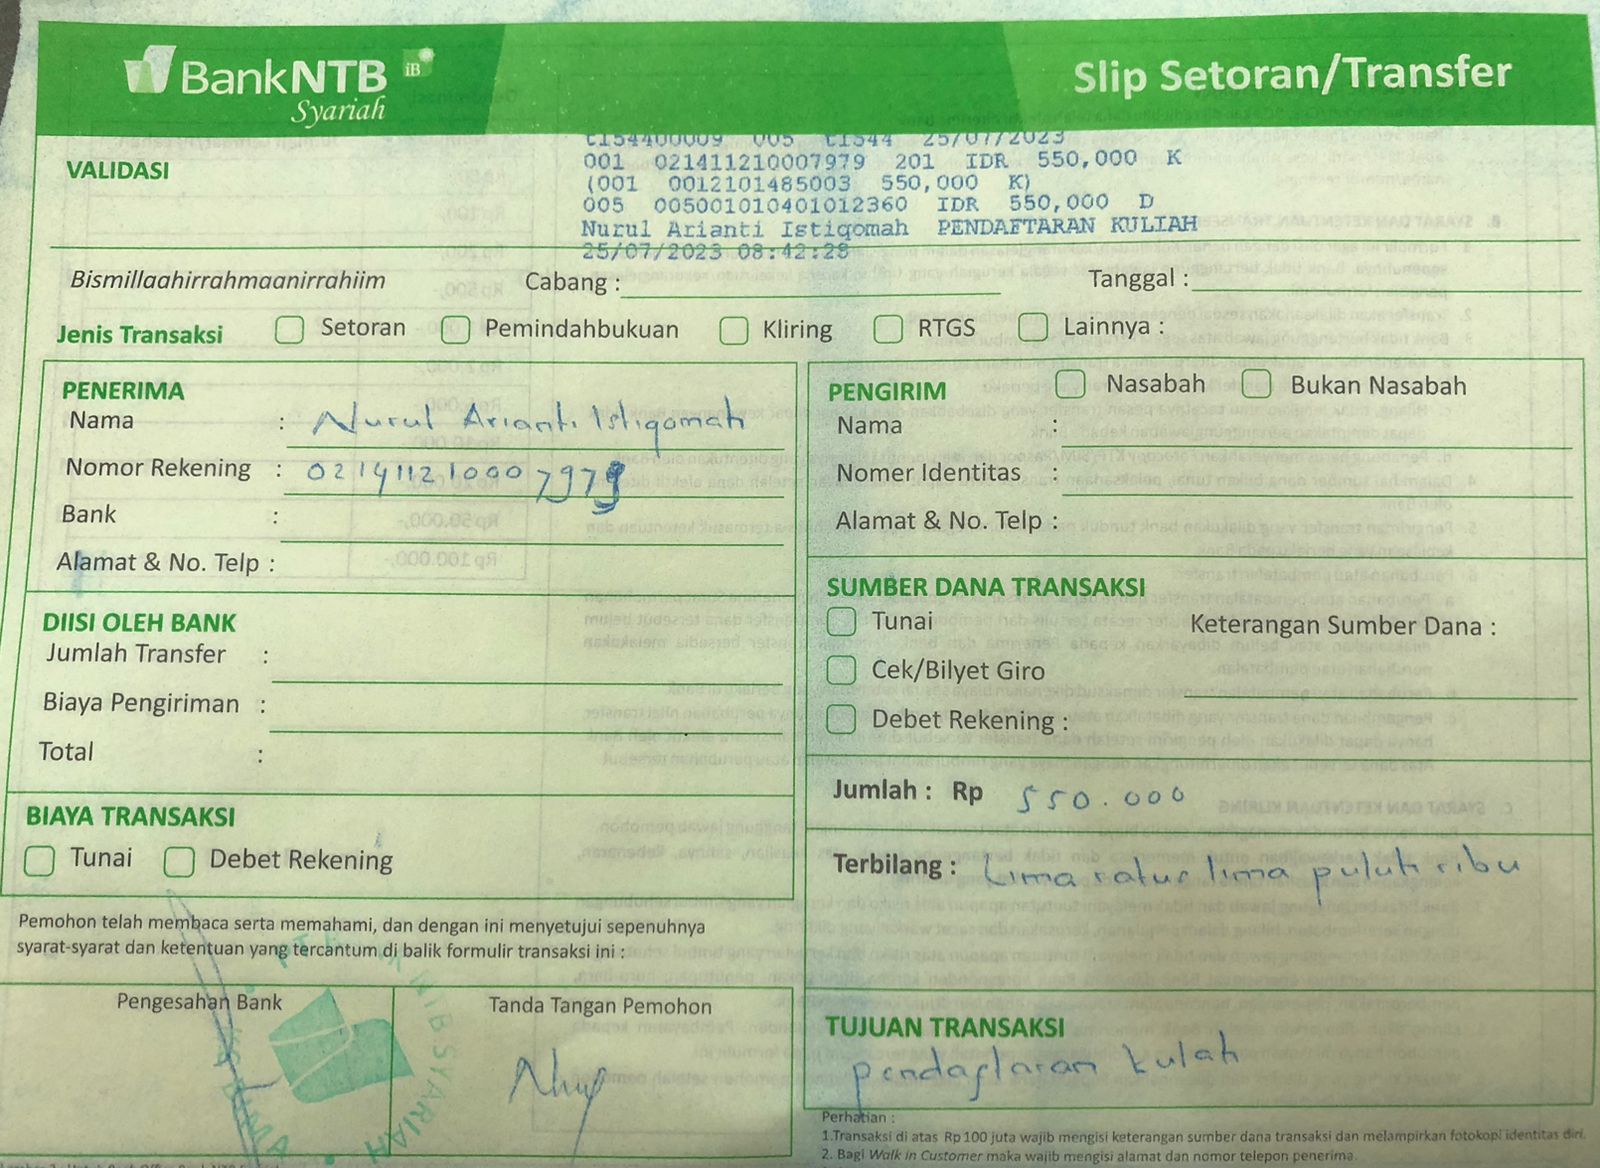 BankNTB iB
Syariah
Slip Setoran/Transfer
VALIDASI
t154400009 005 t1544 25/07/2023
001 021411210007979 201 IDR 550,000 K
(001 0012101485003 550,000 K)
005 005001010401012360 IDR 550,000 D
Nurul Arianti Istiqomah PENDAFTARAN KULIAH
25/07/2023 08:42:28
Bismillaahirrahmaanirrahiim Cabang : Tanggal :
Jenis Transaksi Setoran Pemindahbukuan Kliring RTGS Lainnya :
PENERIMA
Nama : Nurul Arianti Istiqomah
Nomor Rekening : 021411210007979
Bank :
Alamat & No. Telp :
DIISI OLEH BANK
Jumlah Transfer :
Biaya Pengiriman :
Total :
BIAYA TRANSAKSI
Tunai Debet Rekening
Pemohon telah membaca serta memahami, dan dengan ini menyetujui sepenuhnya
syarat-syarat dan ketentuan yang tercantum di balik formulir transaksi ini :
Pengesahan Bank Tanda Tangan Pemohon
PENGIRIM Nasabah Bukan Nasabah
Nama :
Nomer Identitas :
Alamat & No. Telp :
SUMBER DANA TRANSAKSI
Tunai Keterangan Sumber Dana :
Cek/Bilyet Giro
Debet Rekening :
Jumlah : Rp 550.000
Terbilang : Lima ratus lima puluh ribu
TUJUAN TRANSAKSI
pendaftaran kulah
Perhatian :
1.Transaksi di atas Rp100 juta wajib mengisi keterangan sumber dana transaksi dan melampirkan fotokopi identitas diri.
2. Bagi Walk in Customer maka wajib mengisi alamat dan nomor telepon penerima.